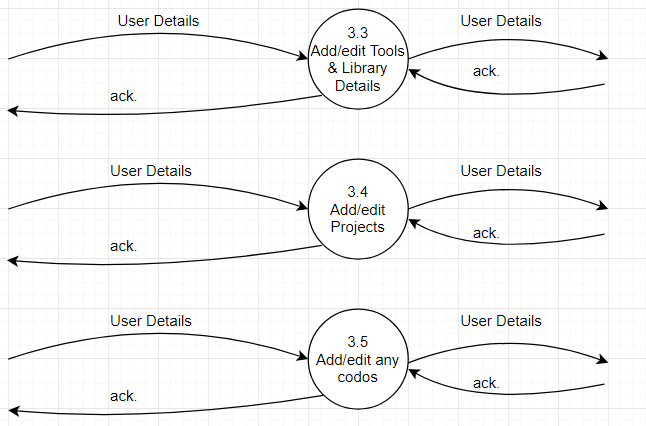 User Details
User Details
3.3
Add/edit Tools
& Library
Details
ack.
ack.
User Details
User Details
3.4
Add/edit
Projects
ack.
ack.
User Details
User Details
3.5
Add/edit any
codos
ack.
ack.